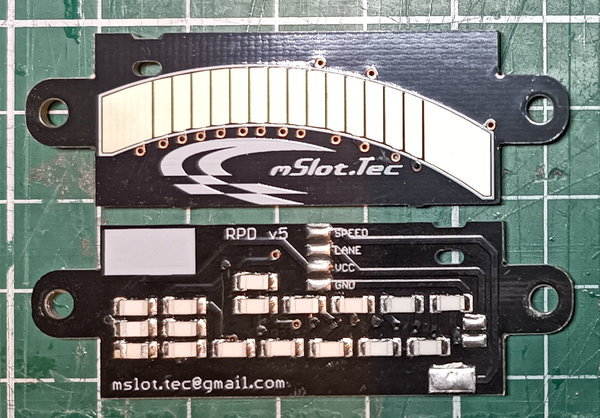 mSlot.Tec
RPD v5
SPEED
LANE
VCC
GND
mslot.tec@gmail.com